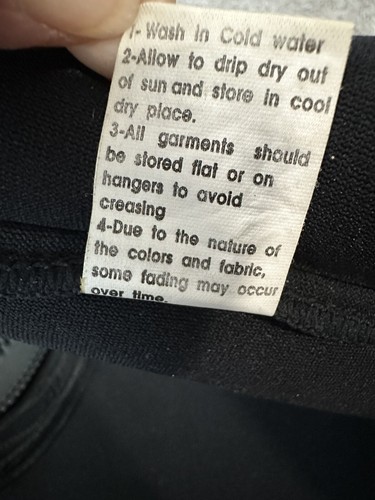 1- Wash in Cold water
2-Allow to drip dry out
of sun and store in cool
dry place.
3-All garments should
be stored flat or on
hangers to avoid
creasing
4-Due to the nature of
the colors and fabric,
some fading may occur
over time.